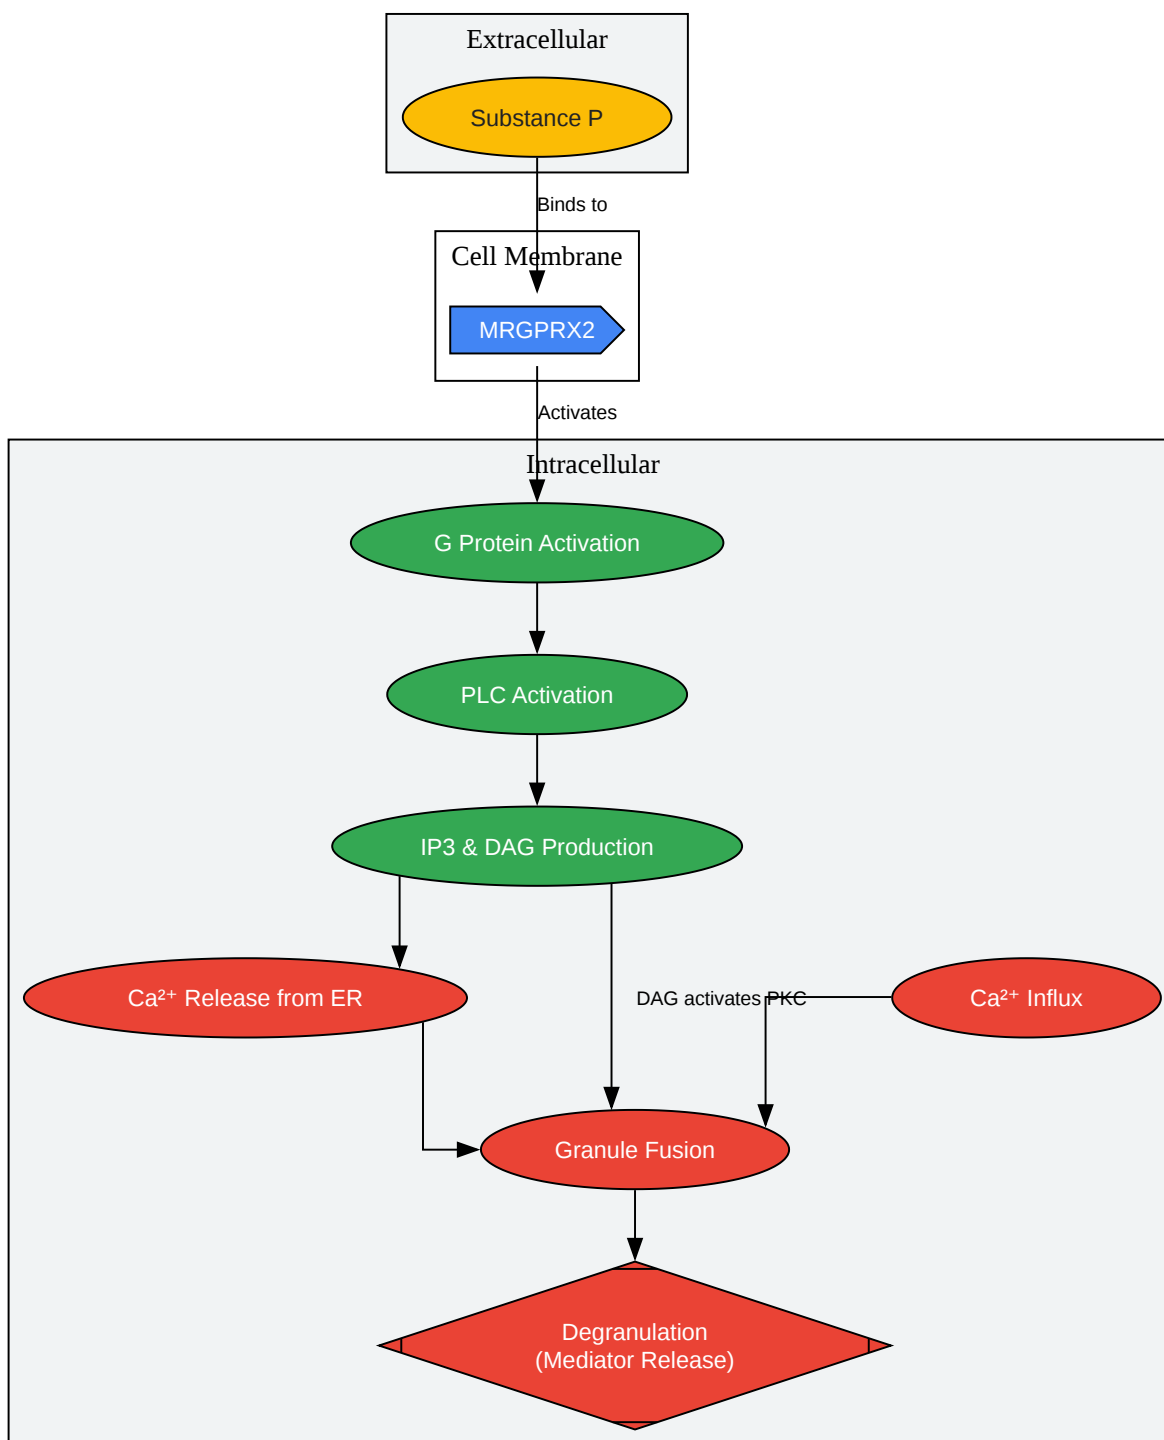 Extracellular
Substance P
Binds to
Cell Membrane
MRGPRX2
Activates
Intracellular
G Protein Activation
PLC Activation
IP3 & DAG Production
Ca²⁺ Release from ER
DAG activates PKC
Ca²⁺ Influx
Granule Fusion
Degranulation
(Mediator Release)